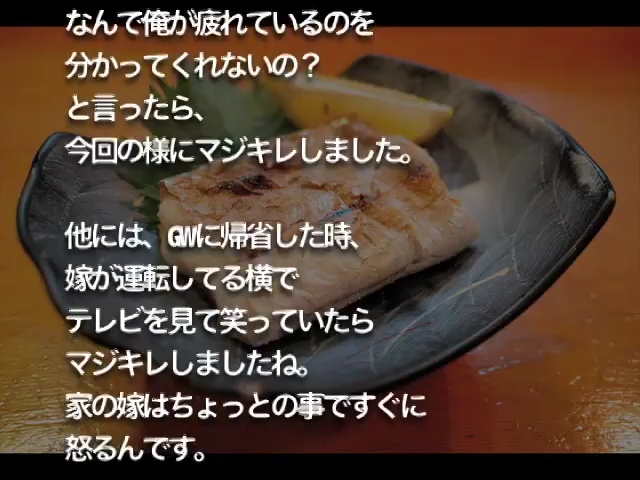 なんで俺が疲れているのを
分かってくれないの？
と言ったら、
今回の様にマジキレしました。
他には、GWに帰省した時、
嫁が運転してる横で
テレビを見て笑っていたら
マジキレしましたね。
家の嫁はちょっとの事ですぐに
怒るんです。